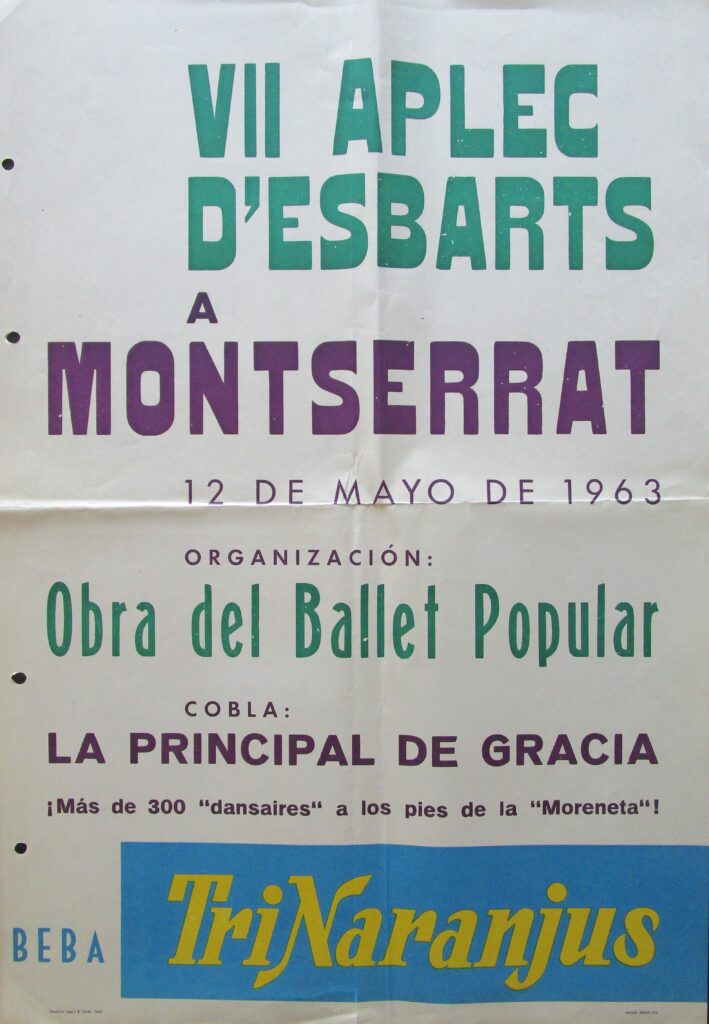 VII APLEC
D'ESBARTS
A
MONTSERRAT
12 DE MAYO DE 1963
ORGANIZACIÓN:
Obra del Ballet Popular
COBLA:
LA PRINCIPAL DE GRACIA
¡Más de 300 "dansaires" a los pies de la "Moreneta"!
BEBA TriNaranjus